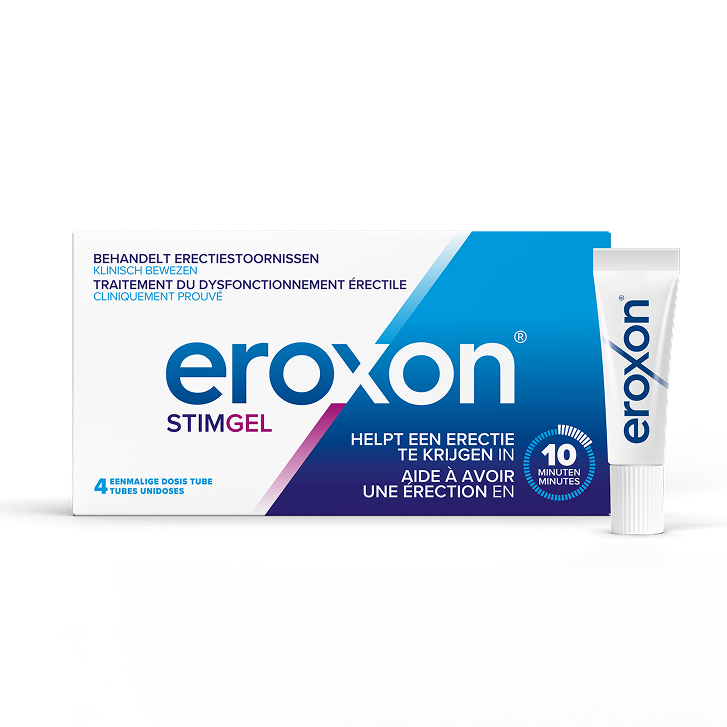 BEHANDELT ERECTIESTOORNISSEN
KLINISCH BEWEZEN
TRAITEMENT DU DYSFONCTIONNEMENT ÉRECTILE
CLINIQUEMENT PROUVÉ
eroxon®
STIMGEL
HELPT EEN ERECTIE
TE KRIJGEN IN
AIDE À AVOIR
UNE ÉRECTION EN
10
MINUTEN
MINUTES
4 EENMALIGE DOSIS TUBE
TUBES UNIDOSES
eroxon®